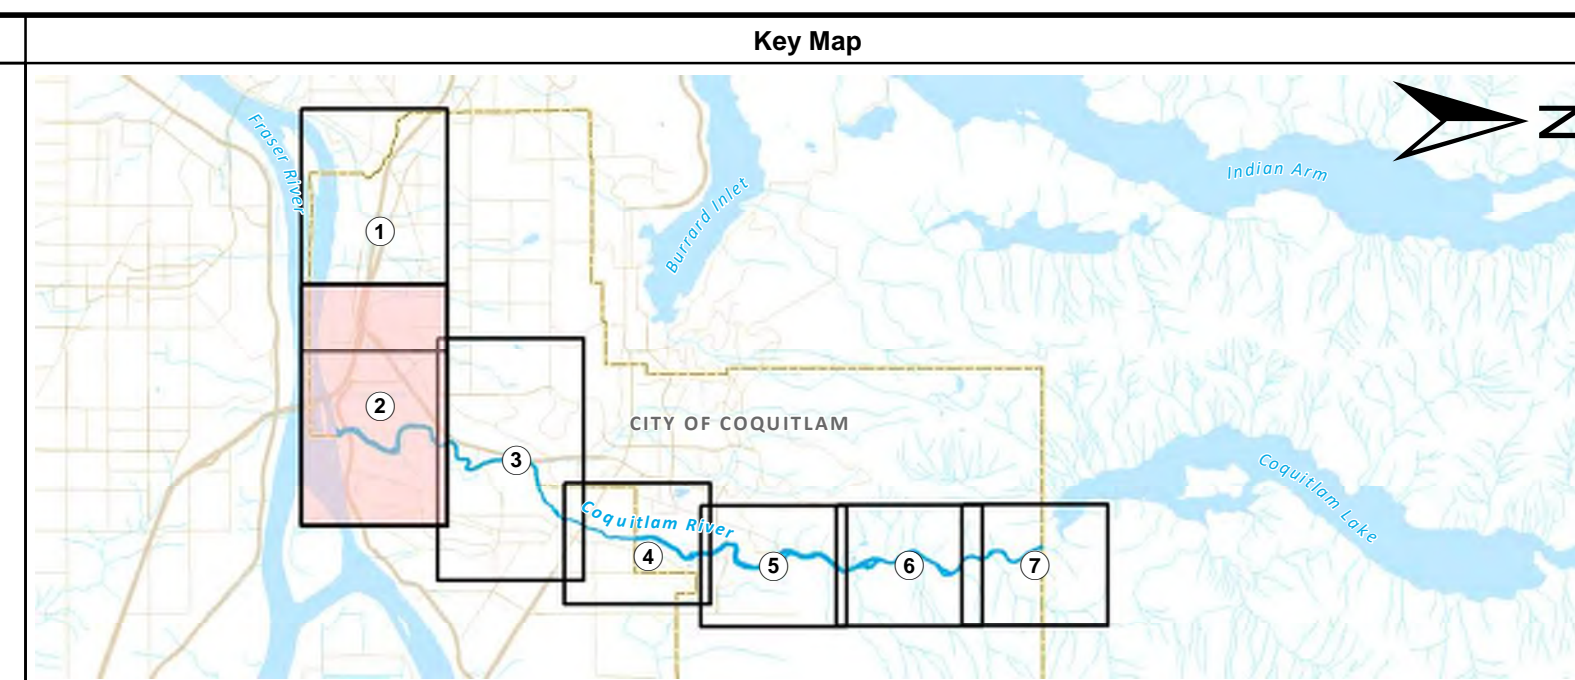 Key Map
N
Fraser River
Indian Arm
Burrard Inlet
1
2
CITY OF COQUITLAM
3
Coquitlam Lake
Coquitlam River
4
5
6
7